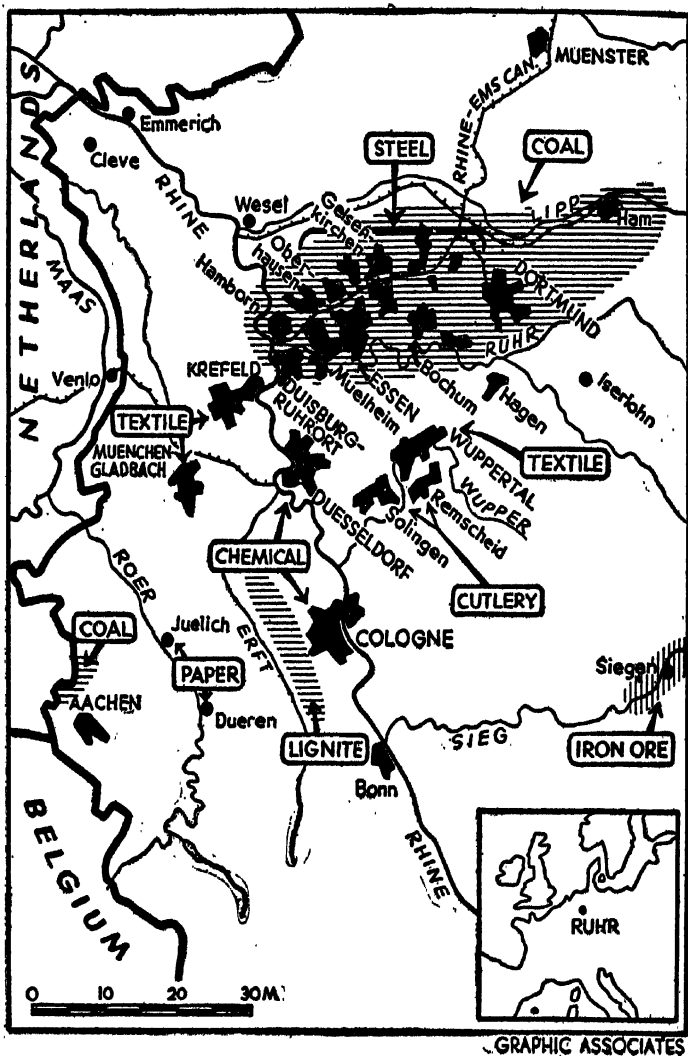 MUENSTER
RHINE-EMS CAN.
NETHERLANDS
Emmerich
Cleve
STEEL
COAL
RHINE
Wesel
LIPP
Ham
Gelsen-
kirchen
Ober-
hausen
Hamborn
MAAS
DORTMUND
RUHR
Venlo
KREFELD
ESSEN
Muelheim
Bochum
Hagen
Iserlohn
DUISBURG-
RUHRORT
TEXTILE
MUENCHEN
GLADBACH
WUPPERTAL
TEXTILE
WUPPER
Remscheid
Solingen
DUESSELDORF
ROER
CHEMICAL
CUTLERY
COAL
Juelich
ERFT
COLOGNE
PAPER
Siegen
AACHEN
Dueren
LIGNITE
SIEG
IRON ORE
Bonn
BELGIUM
RHINE
RUHR
0 10 20 30M.
GRAPHIC ASSOCIATES